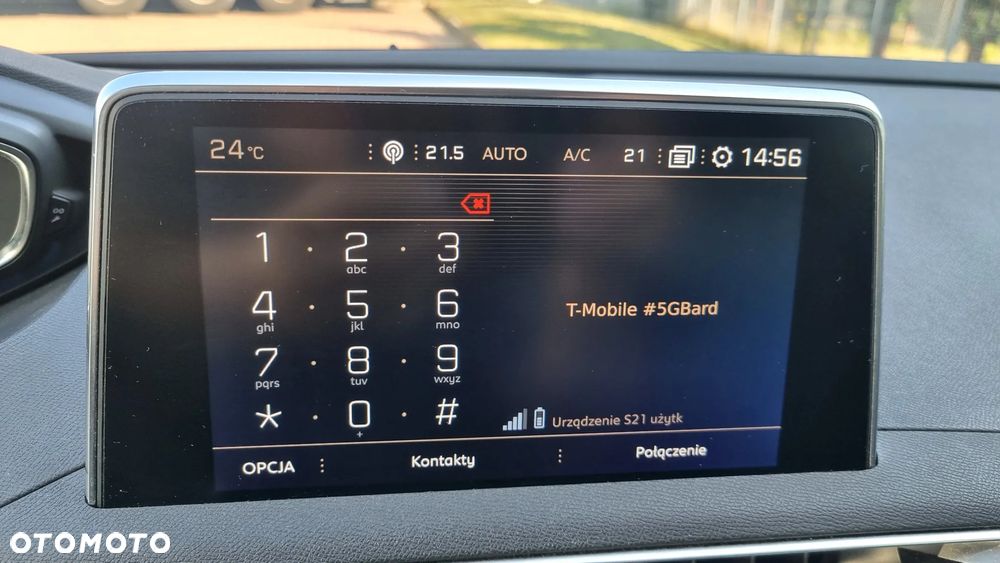 24°C 21.5 AUTO A/C 21 14:56
1 2 3
abc def
4 5 6
ghi jkl mno
T-Mobile #5GBard
7 8 9
pqrs tuv wxyz
* 0 #
+
Urządzenie S21 użytk
OPCJA Kontakty Połączenie
OTOMOTO